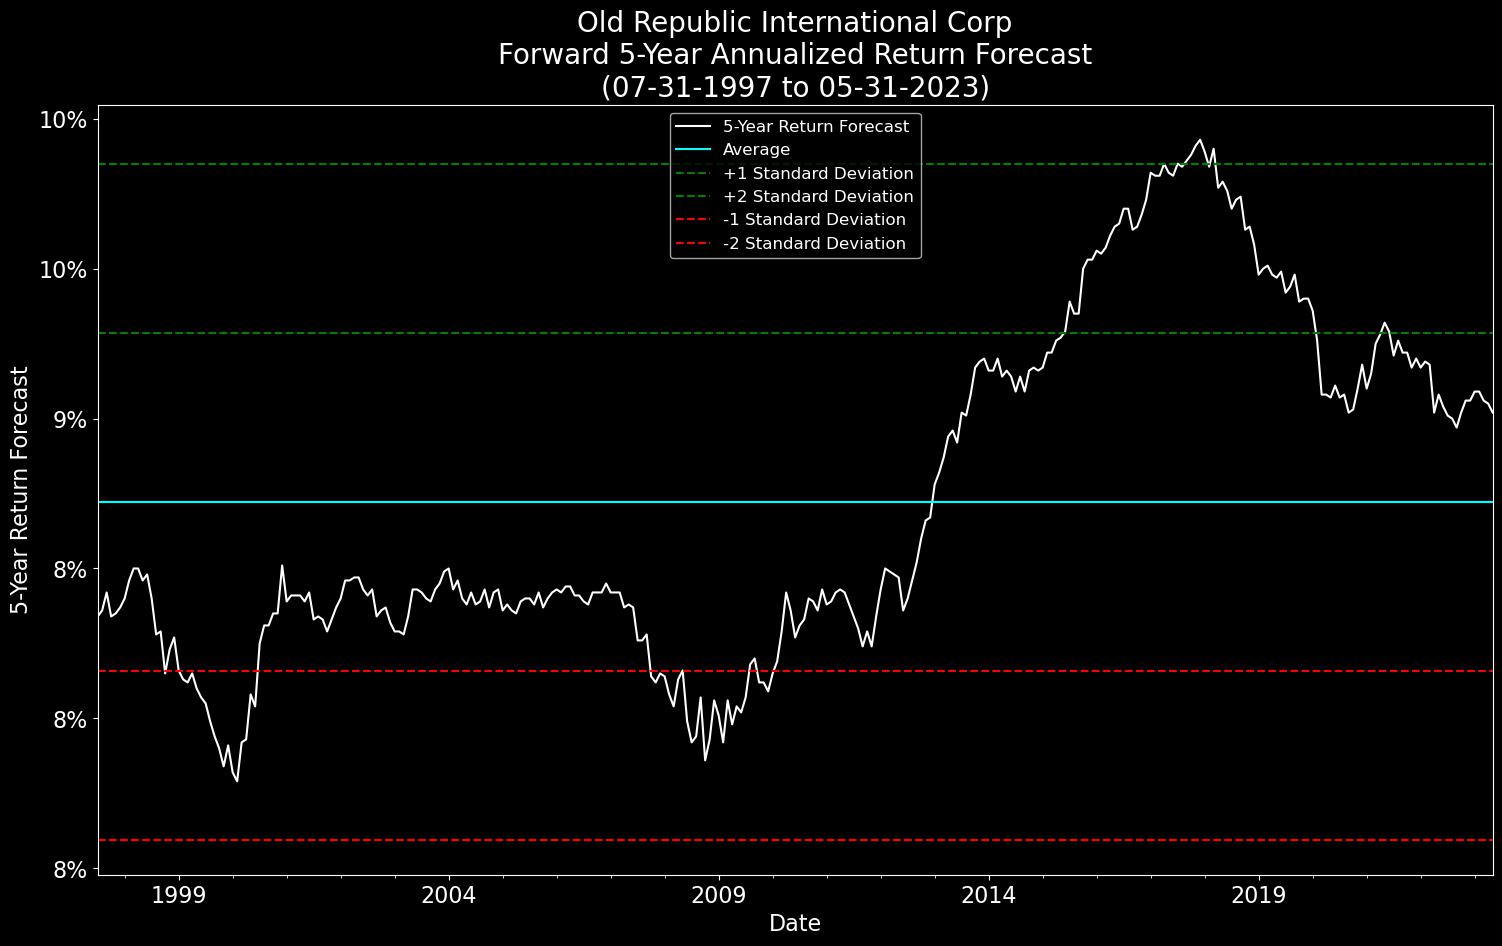 Old Republic International Corp
Forward 5-Year Annualized Return Forecast
(07-31-1997 to 05-31-2023)
5-Year Return Forecast
Average
+1 Standard Deviation
+2 Standard Deviation
-1 Standard Deviation
-2 Standard Deviation
10%
10%
9%
8%
8%
8%
5-Year Return Forecast
1999 2004 2009 2014 2019
Date